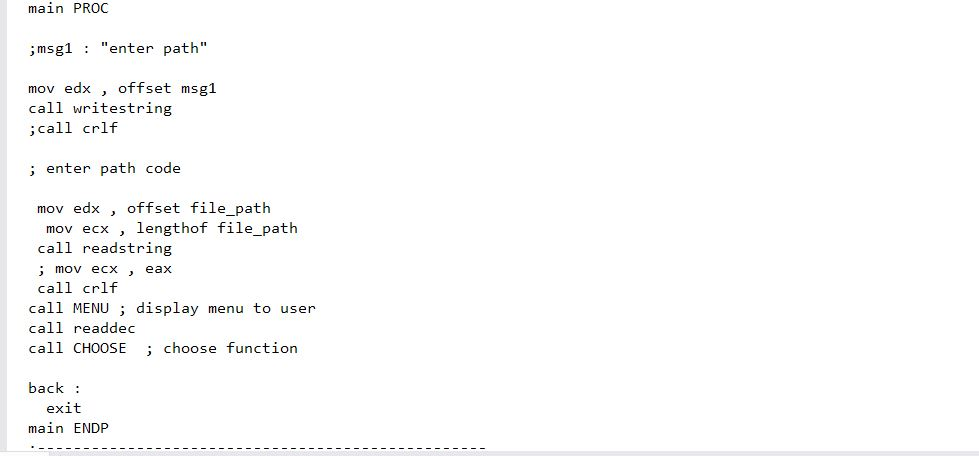 main PROC
;msg1 : "enter path"
mov edx , offset msg1
call writestring
;call crlf
; enter path code
mov edx , offset file_path
mov ecx , lengthof file_path
call readstring
; mov ecx , eax
call crlf
call MENU ; display menu to user
call readdec
call CHOOSE  ; choose function
back :
exit
main ENDP
;--------------------------------------------------